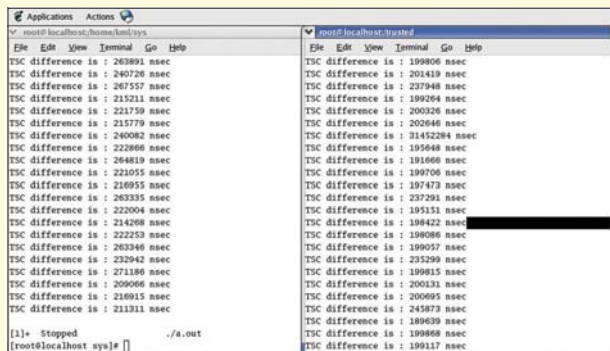 Applications Actions
root@localhost:/home/kml/sys
File Edit View Terminal Go Help
TSC difference is : 263891 nsec
TSC difference is : 240726 nsec
TSC difference is : 267557 nsec
TSC difference is : 215211 nsec
TSC difference is : 221759 nsec
TSC difference is : 215779 nsec
TSC difference is : 240082 nsec
TSC difference is : 222866 nsec
TSC difference is : 264819 nsec
TSC difference is : 221055 nsec
TSC difference is : 216955 nsec
TSC difference is : 263335 nsec
TSC difference is : 222004 nsec
TSC difference is : 214268 nsec
TSC difference is : 222253 nsec
TSC difference is : 263346 nsec
TSC difference is : 232942 nsec
TSC difference is : 271186 nsec
TSC difference is : 209066 nsec
TSC difference is : 216915 nsec
TSC difference is : 211311 nsec
[1]+ Stopped ./a.out
[root@localhost sys]#
root@localhost:/trusted
File Edit View Terminal Go Help
TSC difference is : 199806 nsec
TSC difference is : 201419 nsec
TSC difference is : 237948 nsec
TSC difference is : 199264 nsec
TSC difference is : 200326 nsec
TSC difference is : 202646 nsec
TSC difference is : 31452284 nsec
TSC difference is : 195648 nsec
TSC difference is : 191666 nsec
TSC difference is : 199706 nsec
TSC difference is : 197473 nsec
TSC difference is : 237291 nsec
TSC difference is : 195151 nsec
TSC difference is : 198422 nsec
TSC difference is : 198086 nsec
TSC difference is : 199057 nsec
TSC difference is : 235299 nsec
TSC difference is : 199815 nsec
TSC difference is : 200131 nsec
TSC difference is : 200695 nsec
TSC difference is : 245873 nsec
TSC difference is : 189639 nsec
TSC difference is : 199868 nsec
TSC difference is : 199117 nsec